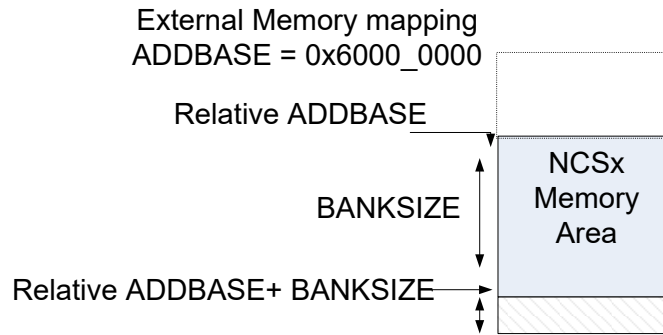 External Memory mapping
ADDBASE = 0x6000_0000
Relative ADDBASE
NCSx
Memory
Area
BANKSIZE
Relative ADDBASE+ BANKSIZE